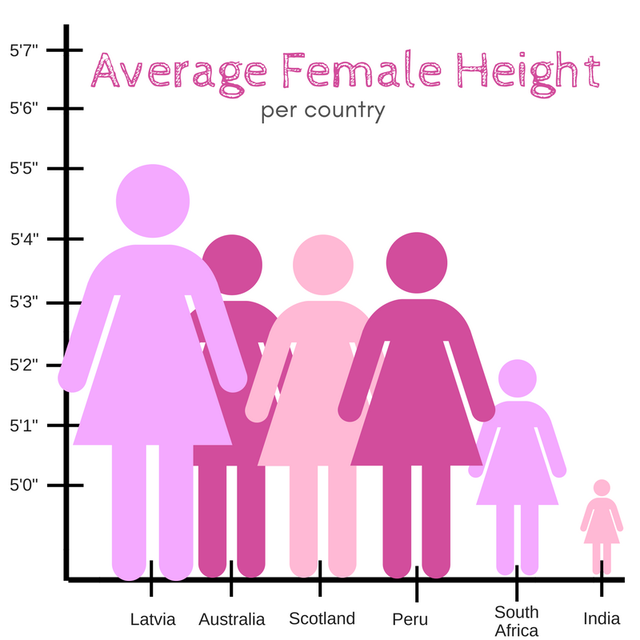 Average Female Height
per country
5'7"
5'6"
5'5"
5'4"
5'3"
5'2"
5'1"
5'0"
Latvia
Australia
Scotland
Peru
South
Africa
India